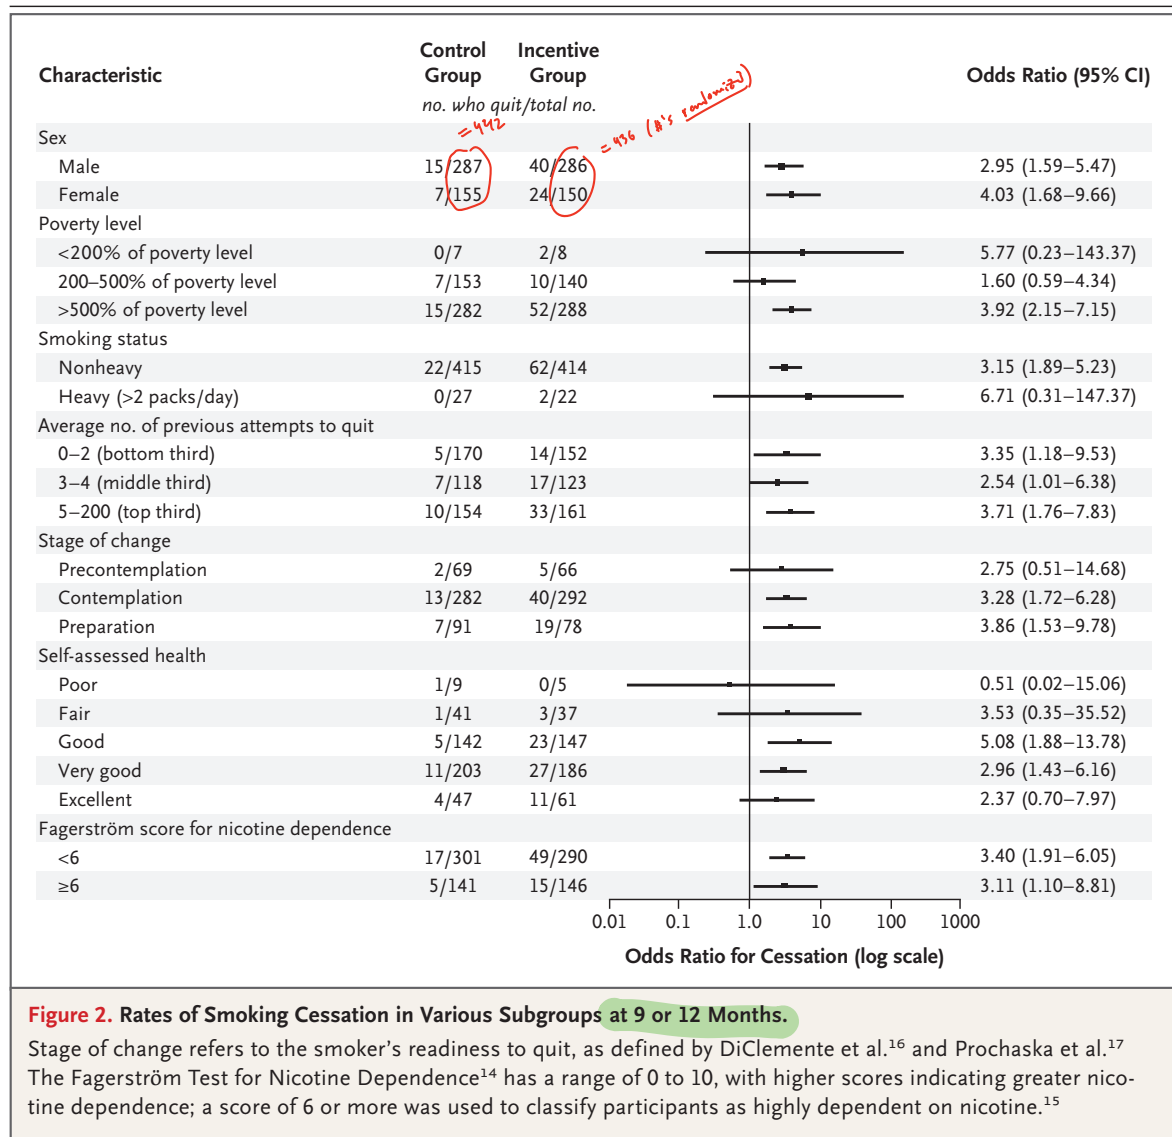 Control Incentive
Characteristic Group Group Odds Ratio (95% CI)
no. who quit/total no.
= 442
= 436 (#'s randomized)
Sex
Male 15/287 40/286 2.95 (1.59–5.47)
Female 7/155 24/150 4.03 (1.68–9.66)
Poverty level
<200% of poverty level 0/7 2/8 5.77 (0.23–143.37)
200–500% of poverty level 7/153 10/140 1.60 (0.59–4.34)
>500% of poverty level 15/282 52/288 3.92 (2.15–7.15)
Smoking status
Nonheavy 22/415 62/414 3.15 (1.89–5.23)
Heavy (>2 packs/day) 0/27 2/22 6.71 (0.31–147.37)
Average no. of previous attempts to quit
0–2 (bottom third) 5/170 14/152 3.35 (1.18–9.53)
3–4 (middle third) 7/118 17/123 2.54 (1.01–6.38)
5–200 (top third) 10/154 33/161 3.71 (1.76–7.83)
Stage of change
Precontemplation 2/69 5/66 2.75 (0.51–14.68)
Contemplation 13/282 40/292 3.28 (1.72–6.28)
Preparation 7/91 19/78 3.86 (1.53–9.78)
Self-assessed health
Poor 1/9 0/5 0.51 (0.02–15.06)
Fair 1/41 3/37 3.53 (0.35–35.52)
Good 5/142 23/147 5.08 (1.88–13.78)
Very good 11/203 27/186 2.96 (1.43–6.16)
Excellent 4/47 11/61 2.37 (0.70–7.97)
Fagerström score for nicotine dependence
<6 17/301 49/290 3.40 (1.91–6.05)
≥6 5/141 15/146 3.11 (1.10–8.81)
0.01 0.1 1.0 10 100 1000
Odds Ratio for Cessation (log scale)
Figure 2. Rates of Smoking Cessation in Various Subgroups at 9 or 12 Months.
Stage of change refers to the smoker's readiness to quit, as defined by DiClemente et al.16 and Prochaska et al.17
The Fagerström Test for Nicotine Dependence14 has a range of 0 to 10, with higher scores indicating greater nico-
tine dependence; a score of 6 or more was used to classify participants as highly dependent on nicotine.15